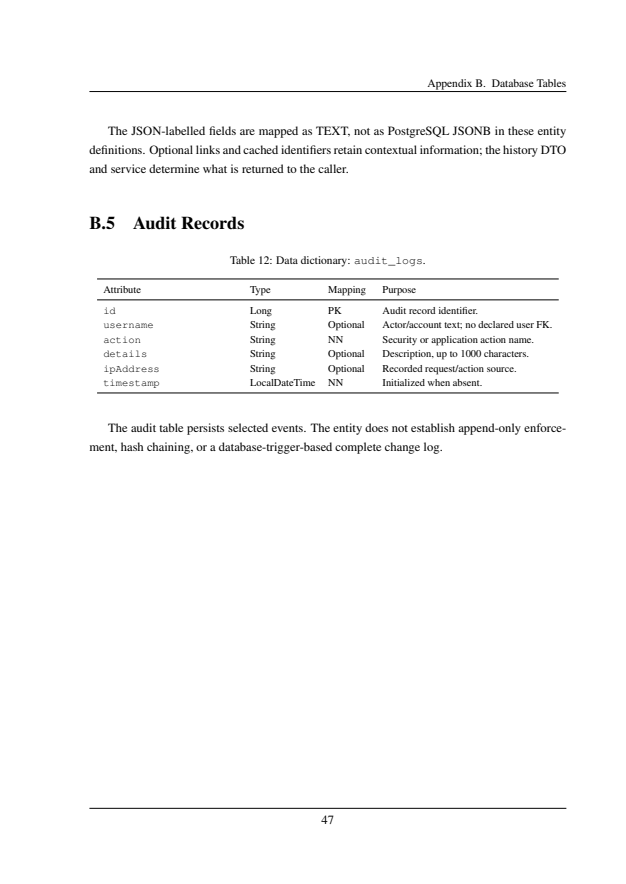 Appendix B. Database Tables
The JSON-labelled fields are mapped as TEXT, not as PostgreSQL JSONB in these entity
definitions. Optional links and cached identifiers retain contextual information; the history DTO
and service determine what is returned to the caller.
B.5 Audit Records
Table 12: Data dictionary: audit_logs.
Attribute Type Mapping Purpose
id Long PK Audit record identifier.
username String Optional Actor/account text; no declared user FK.
action String NN Security or application action name.
details String Optional Description, up to 1000 characters.
ipAddress String Optional Recorded request/action source.
timestamp LocalDateTime NN Initialized when absent.
The audit table persists selected events. The entity does not establish append-only enforce-
ment, hash chaining, or a database-trigger-based complete change log.
47